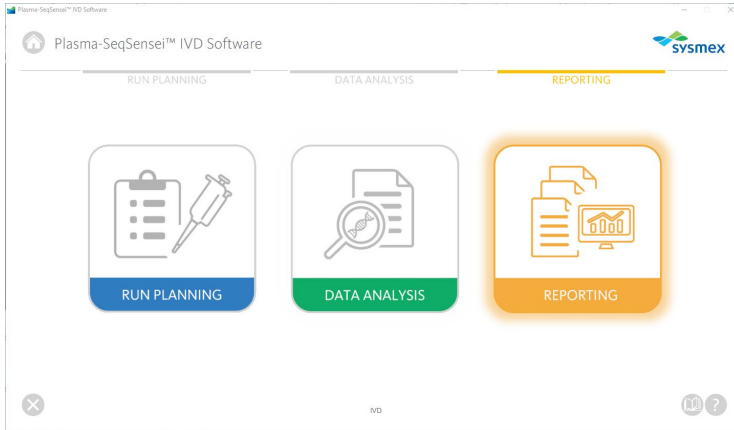 Plasma-SeqSensei™ IVD Software
Plasma-SeqSensei™ IVD Software
sysmex
RUN PLANNING DATA ANALYSIS REPORTING
RUN PLANNING DATA ANALYSIS REPORTING
IVD
?